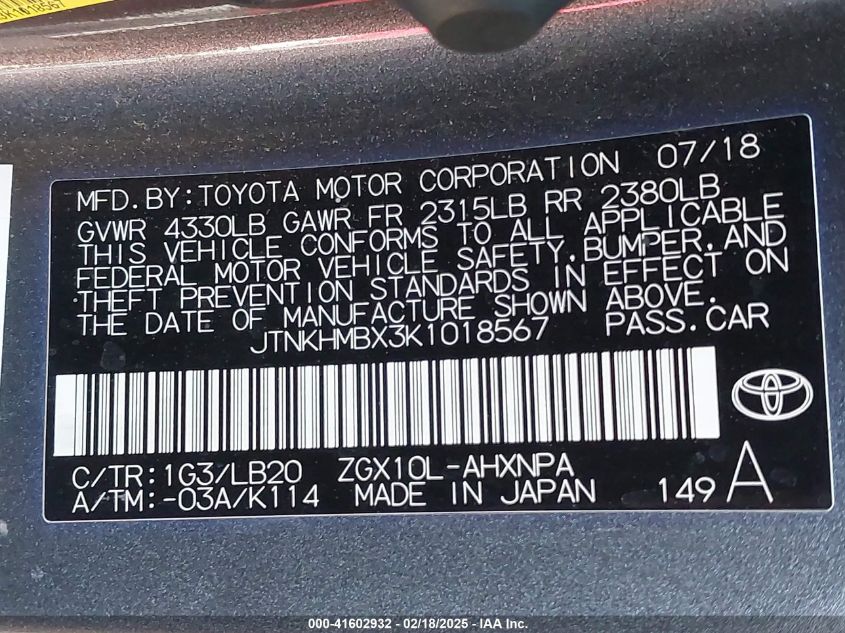 K1018567
MFD.BY:TOYOTA MOTOR CORPORATION 07/18
GVWR 4330LB GAWR FR 2315LB RR 2380LB
THIS VEHICLE CONFORMS TO ALL APPLICABLE
FEDERAL MOTOR VEHICLE SAFETY,BUMPER,AND
THEFT PREVENTION STANDARDS IN EFFECT ON
THE DATE OF MANUFACTURE SHOWN ABOVE.
JTNKHMBX3K1018567 PASS.CAR
C/TR:1G3/LB20 ZGX10L-AHXNPA
A/TM:-03A/K114 MADE IN JAPAN 149 A
000-41602932 - 02/18/2025 - IAA Inc.